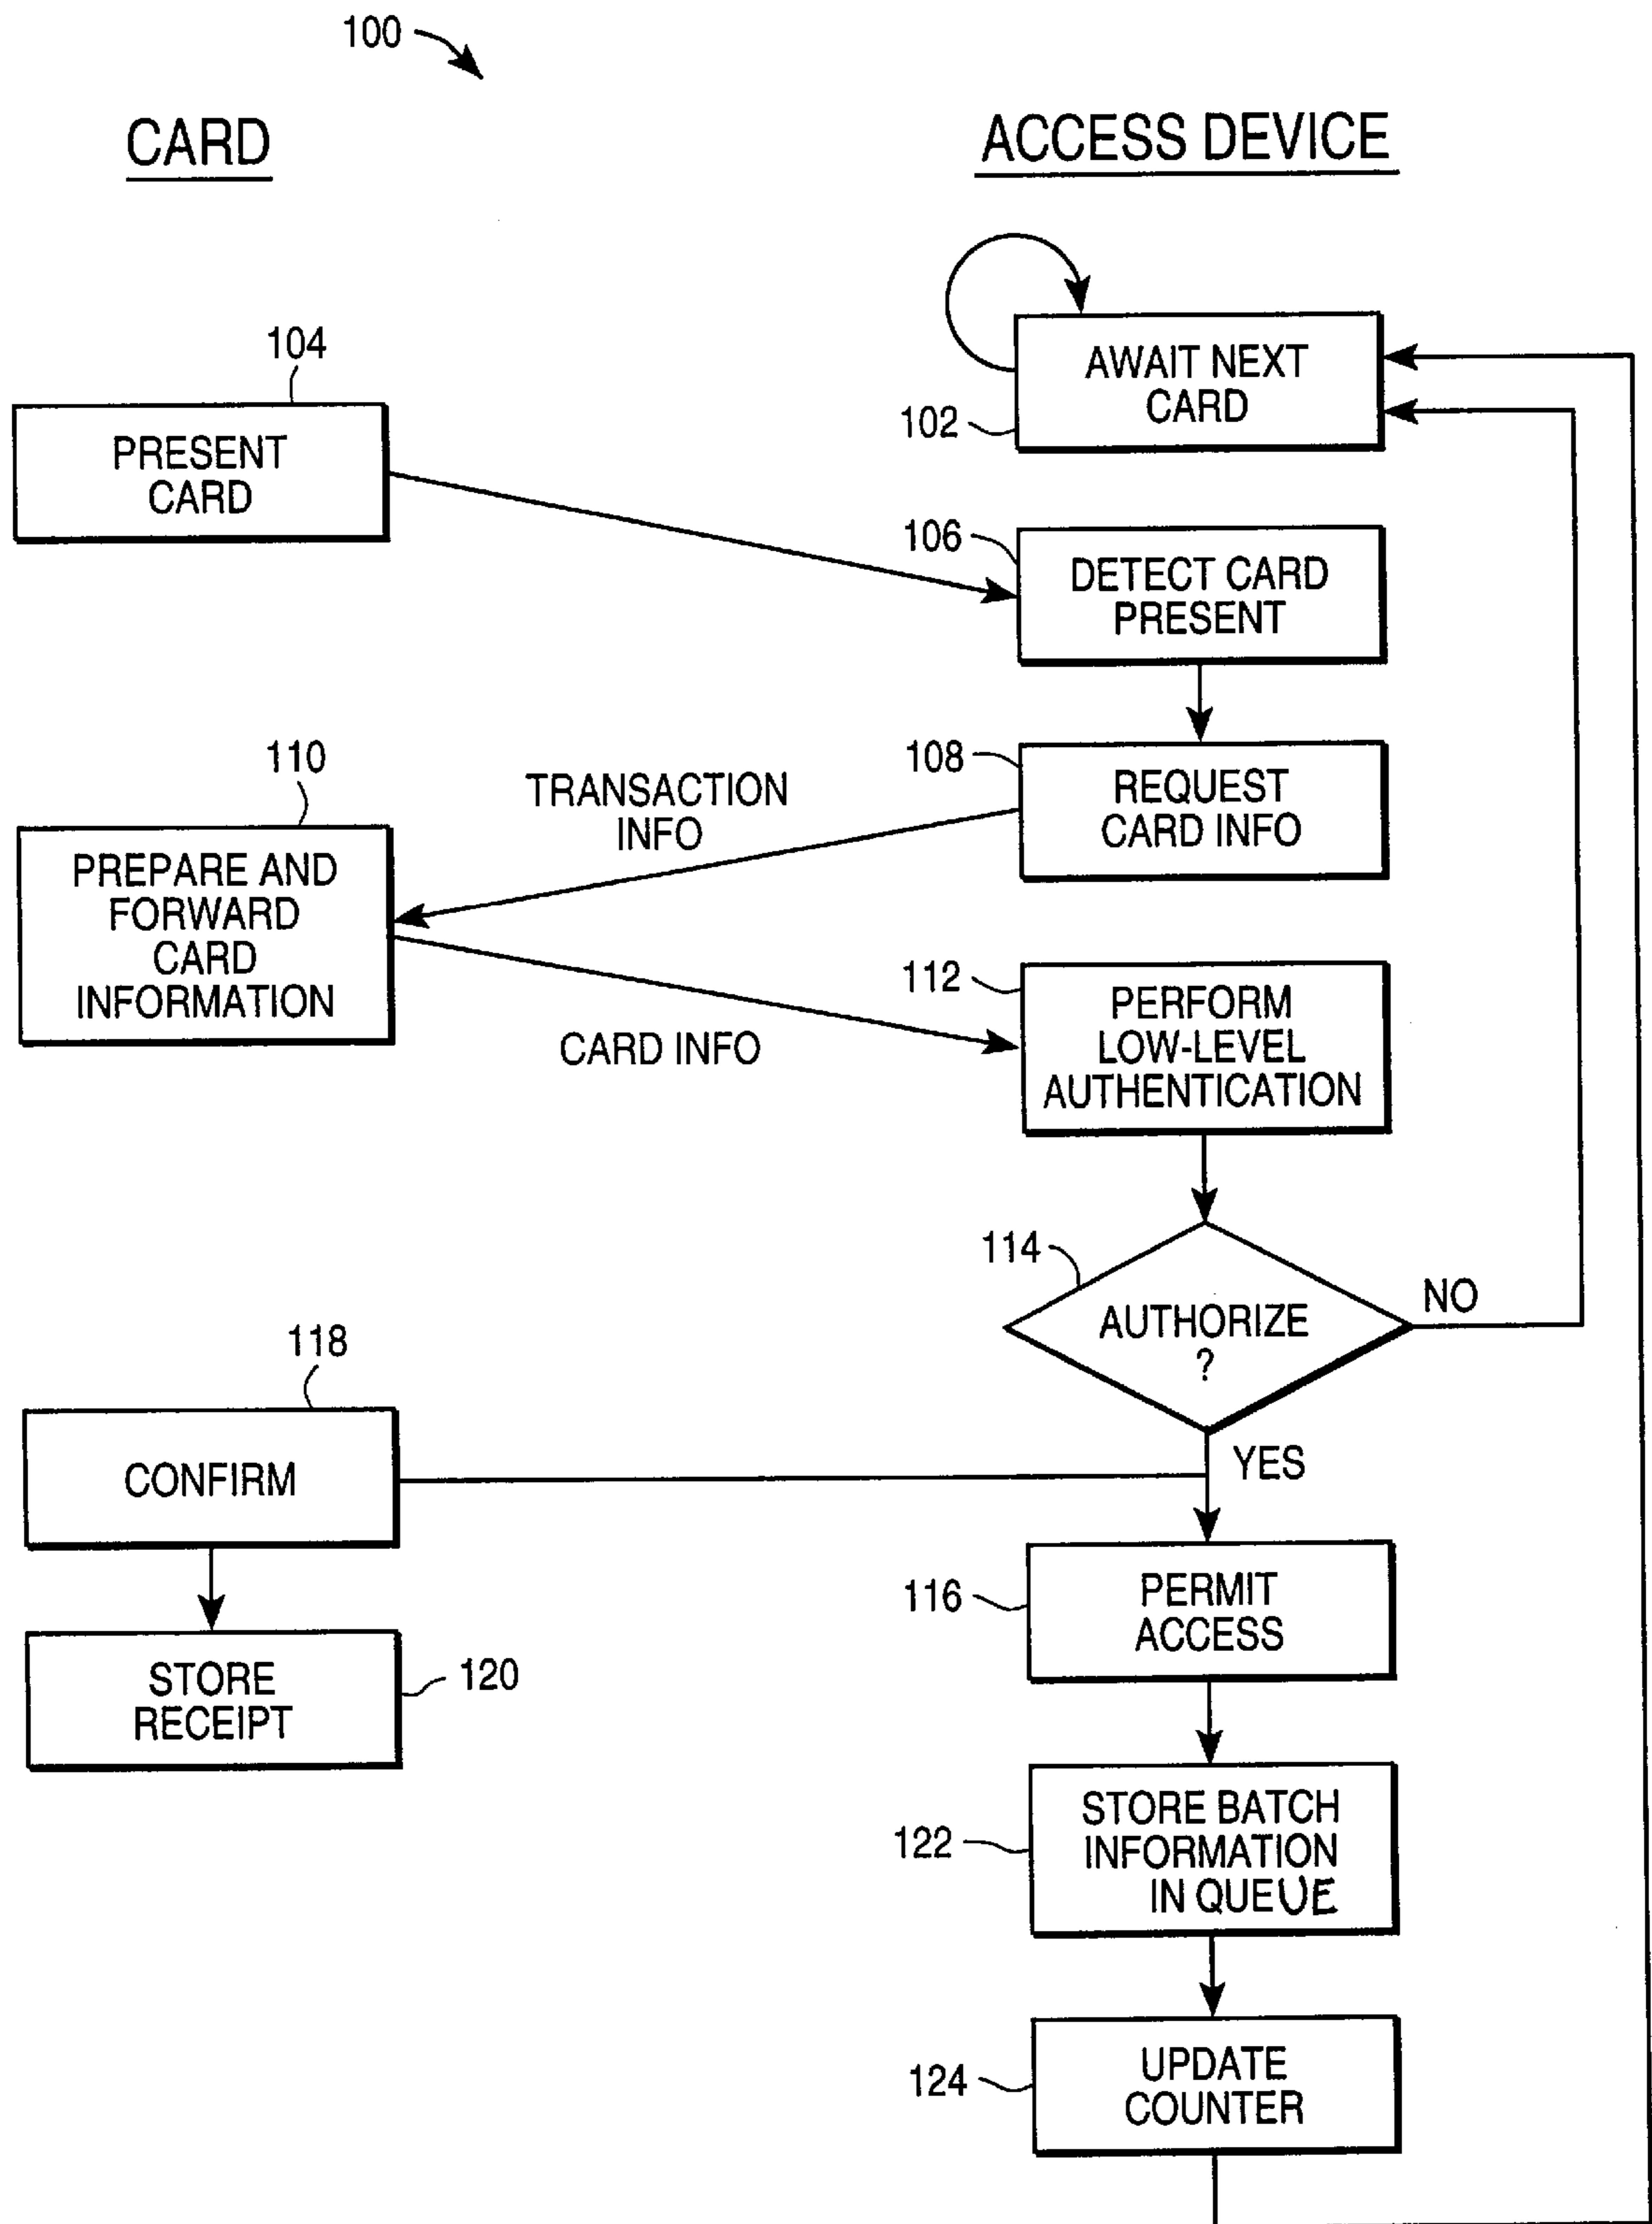 100
CARD
ACCESS DEVICE
104
PRESENT
CARD
AWAIT NEXT
CARD
102
106
DETECT CARD
PRESENT
108
REQUEST
CARD INFO
TRANSACTION
INFO
110
PREPARE AND
FORWARD
CARD
INFORMATION
CARD INFO
112
PERFORM
LOW-LEVEL
AUTHENTICATION
114
AUTHORIZE
?
NO
YES
118
CONFIRM
116
PERMIT
ACCESS
STORE
RECEIPT
120
122
STORE BATCH
INFORMATION
IN QUEUE
124
UPDATE
COUNTER